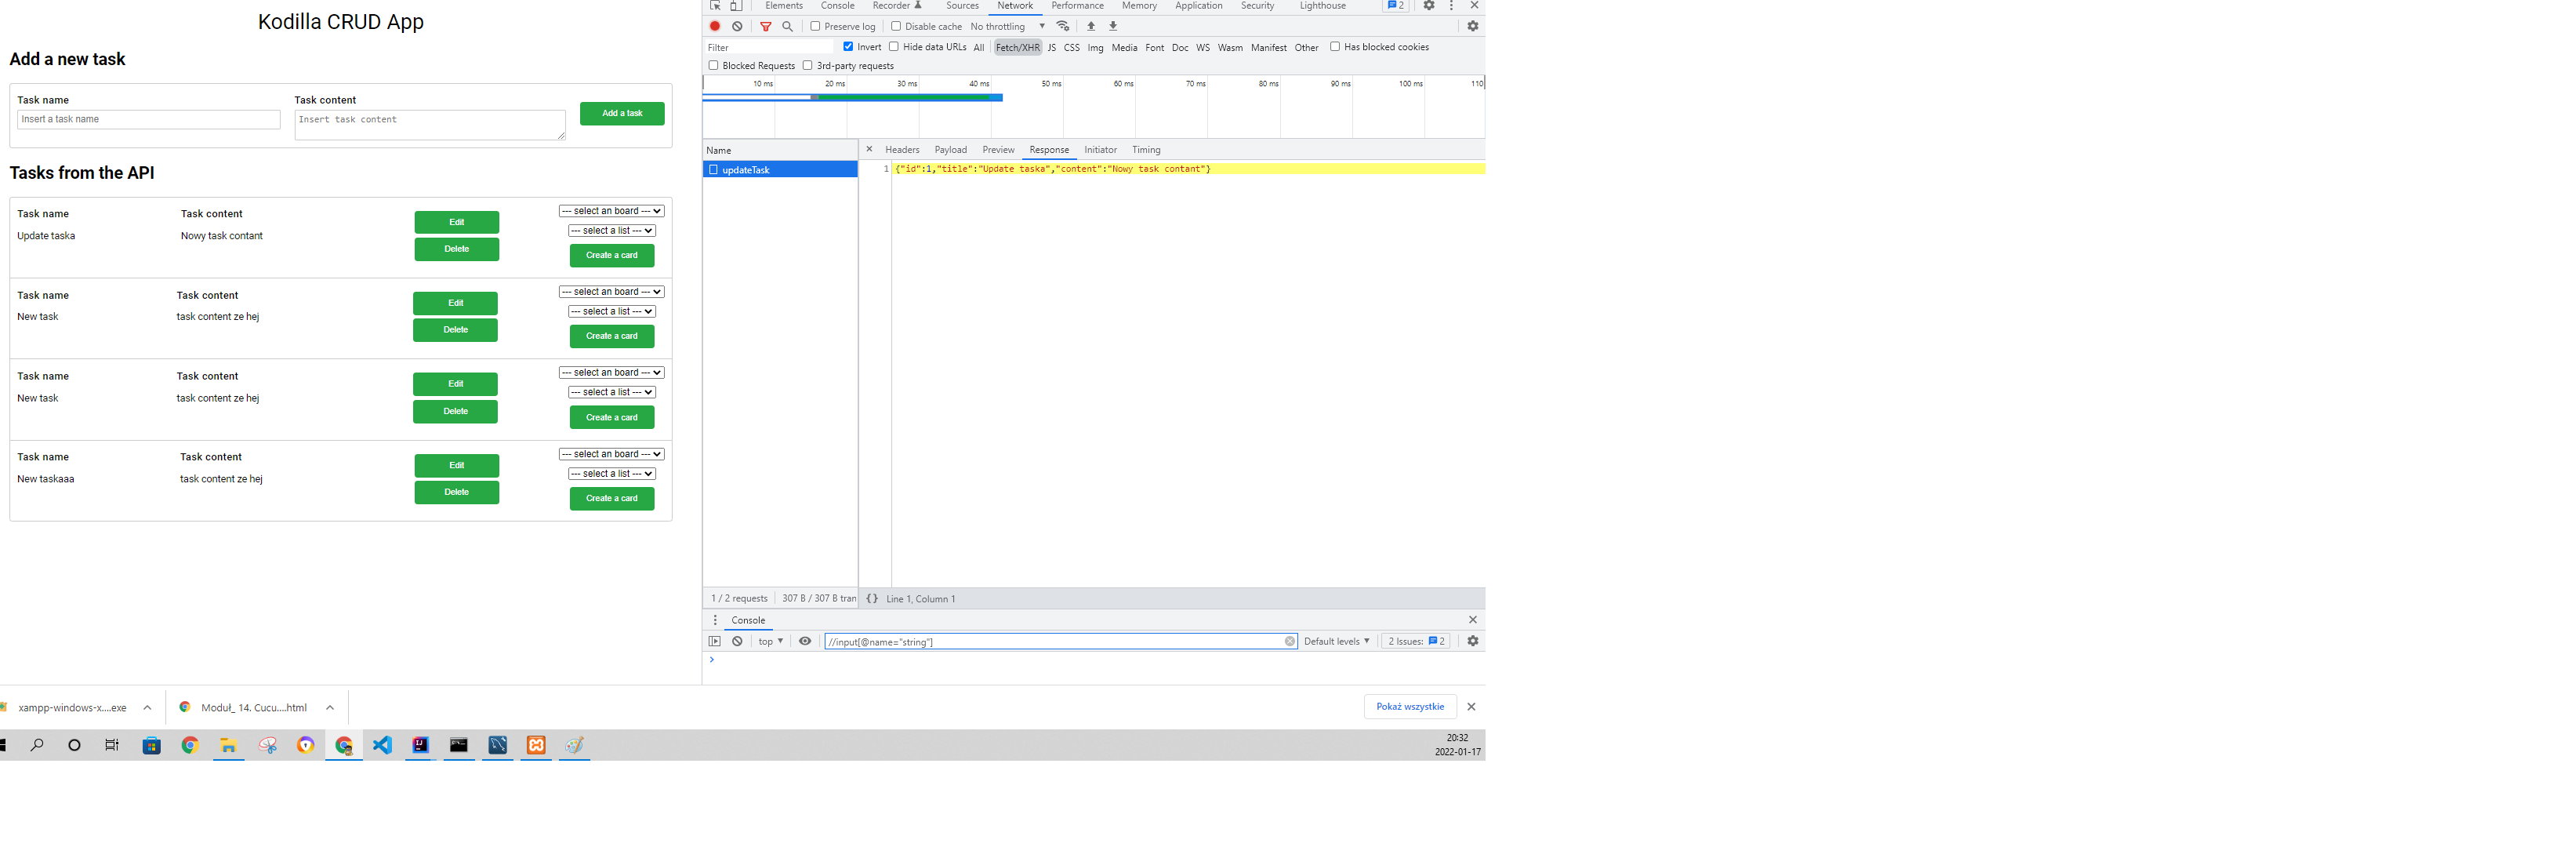 Kodilla CRUD App
Add a new task
Task name
Task content
Insert a task name
Insert task content
Add a task
Tasks from the API
Task name
Task content
Update taska
Nowy task contant
Edit
Delete
--- select an board ---
--- select a list ---
Create a card
Task name
Task content
New task
task content ze hej
Edit
Delete
--- select an board ---
--- select a list ---
Create a card
Task name
Task content
New task
task content ze hej
Edit
Delete
--- select an board ---
--- select a list ---
Create a card
Task name
Task content
New taskaaa
task content ze hej
Edit
Delete
--- select an board ---
--- select a list ---
Create a card
Elements Console Recorder Sources Network Performance Memory Application Security Lighthouse 2
Preserve log Disable cache No throttling
Filter Invert Hide data URLs All Fetch/XHR JS CSS Img Media Font Doc WS Wasm Manifest Other Has blocked cookies
Blocked Requests 3rd-party requests
10 ms 20 ms 30 ms 40 ms 50 ms 60 ms 70 ms 80 ms 90 ms 100 ms 110
Name
updateTask
Headers Payload Preview Response Initiator Timing
1 {"id":1,"title":"Update taska","content":"Nowy task contant"}
1 / 2 requests 307 B / 307 B tran
{ } Line 1, Column 1
Console
top //input[@name="string"] Default levels 2 Issues: 2
xampp-windows-x....exe
Moduł_ 14. Cucu....html
Pokaż wszystkie
20:32
2022-01-17